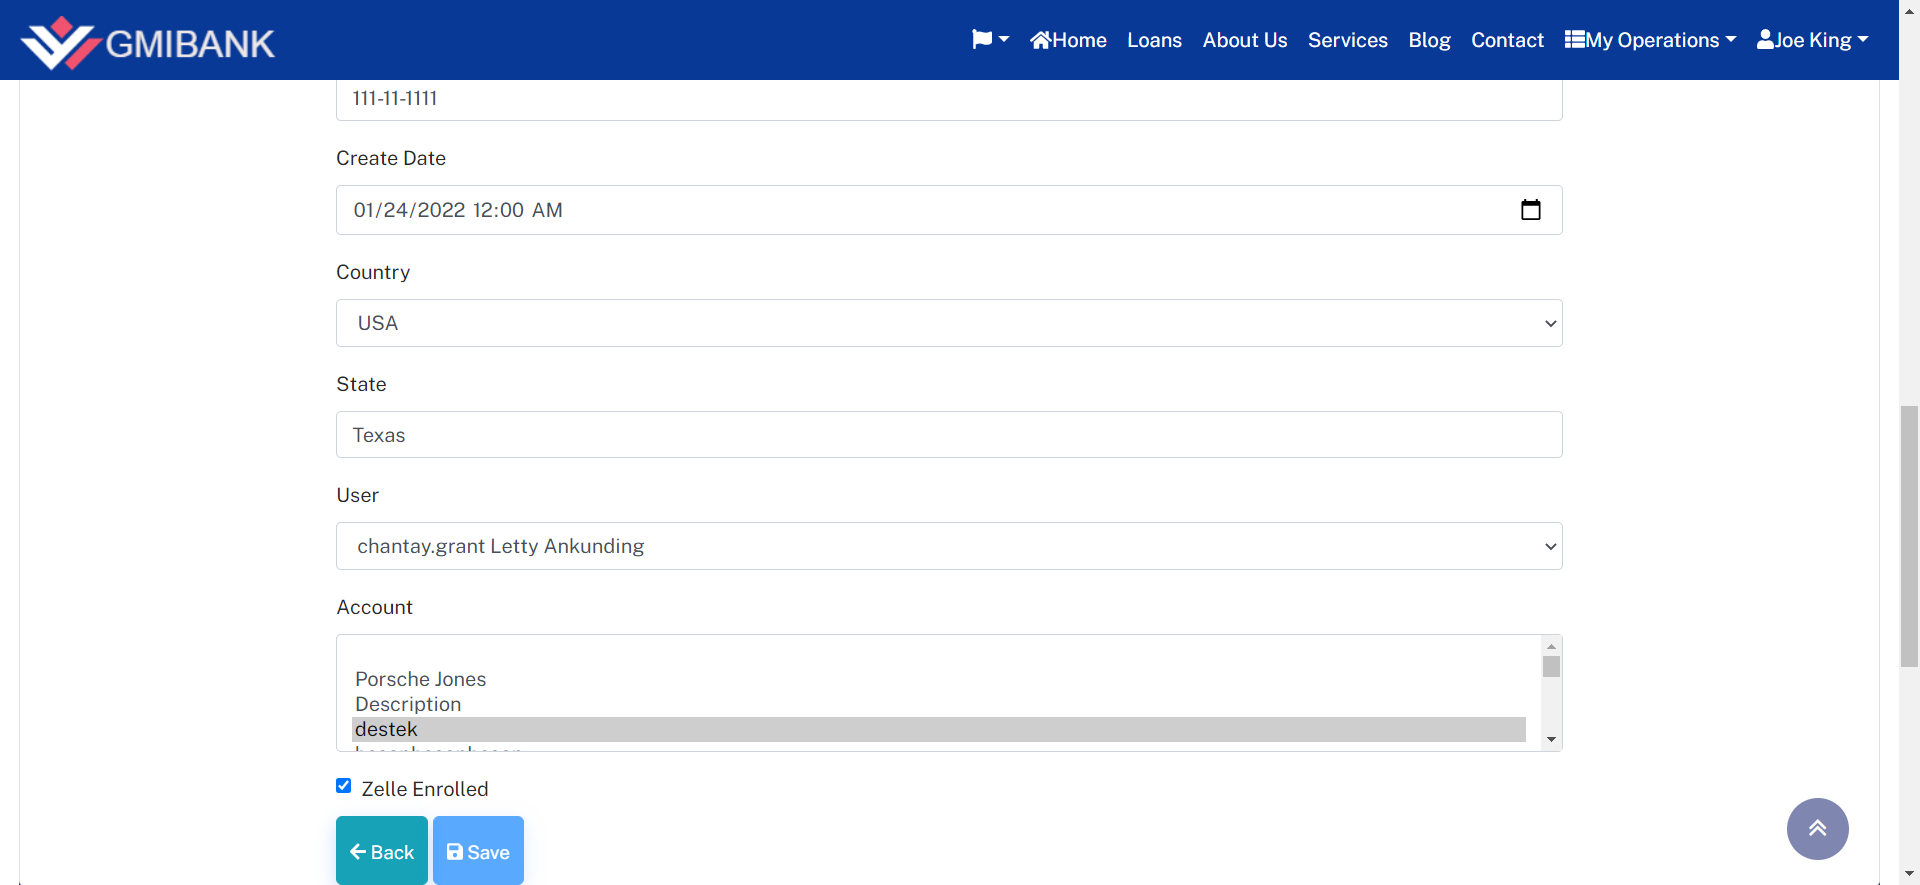 GMIBANK
Home Loans About Us Services Blog Contact My Operations Joe King
111-11-1111
Create Date
01/24/2022 12:00 AM
Country
USA
State
Texas
User
chantay.grant Letty Ankunding
Account
Porsche Jones
Description
destek
Zelle Enrolled
Back Save